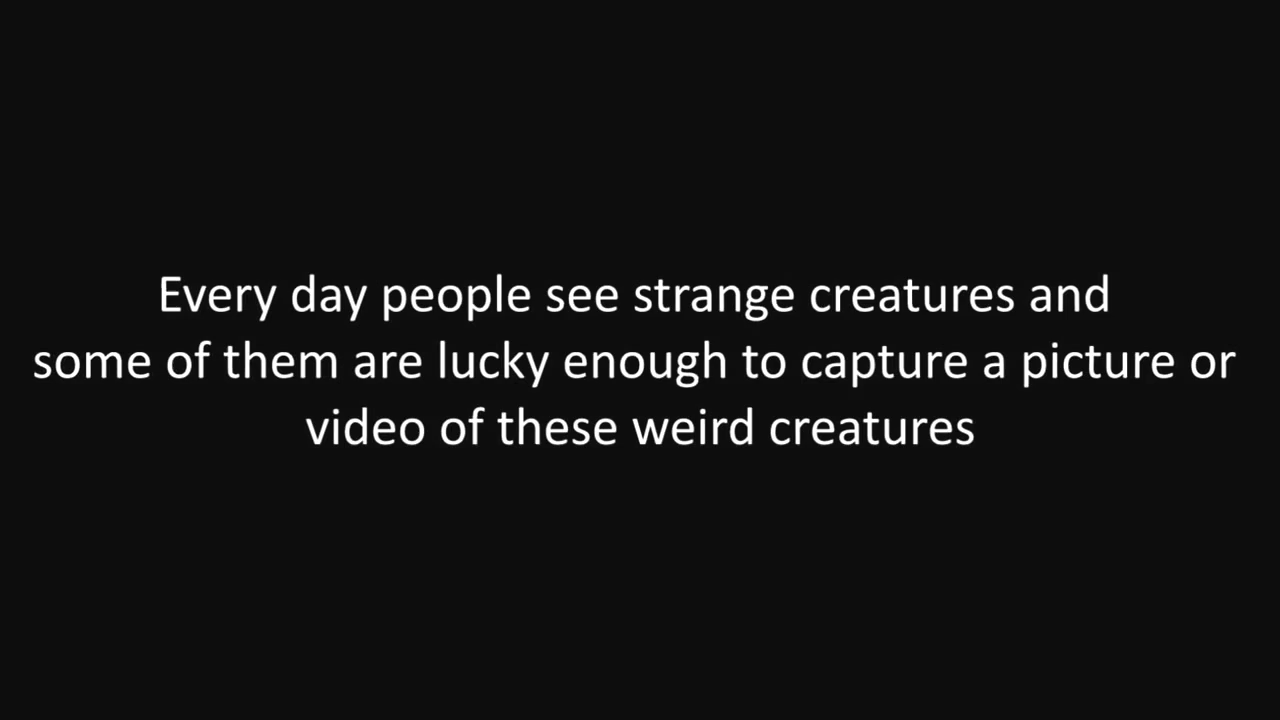 Every day people see strange creatures and
some of them are lucky enough to capture a picture or
video of these weird creatures